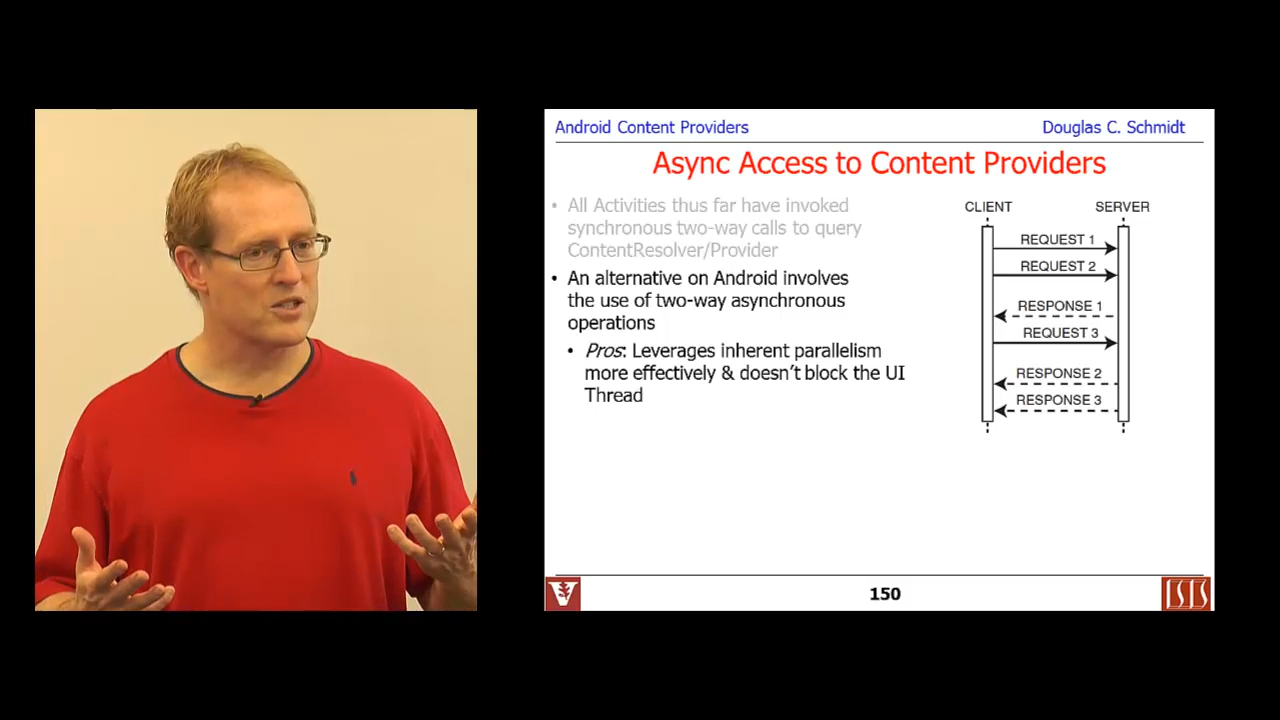 Android Content Providers
Douglas C. Schmidt
Async Access to Content Providers
• All Activities thus far have invoked
synchronous two-way calls to query
ContentResolver/Provider
• An alternative on Android involves
the use of two-way asynchronous
operations
• Pros: Leverages inherent parallelism
more effectively & doesn't block the UI
Thread
CLIENT
SERVER
REQUEST 1
REQUEST 2
RESPONSE 1
REQUEST 3
RESPONSE 2
RESPONSE 3
V
150
ISIS